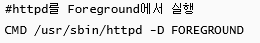 #httpd를 Foreground에서 실행
CMD /usr/sbin/httpd -D FOREGROUND